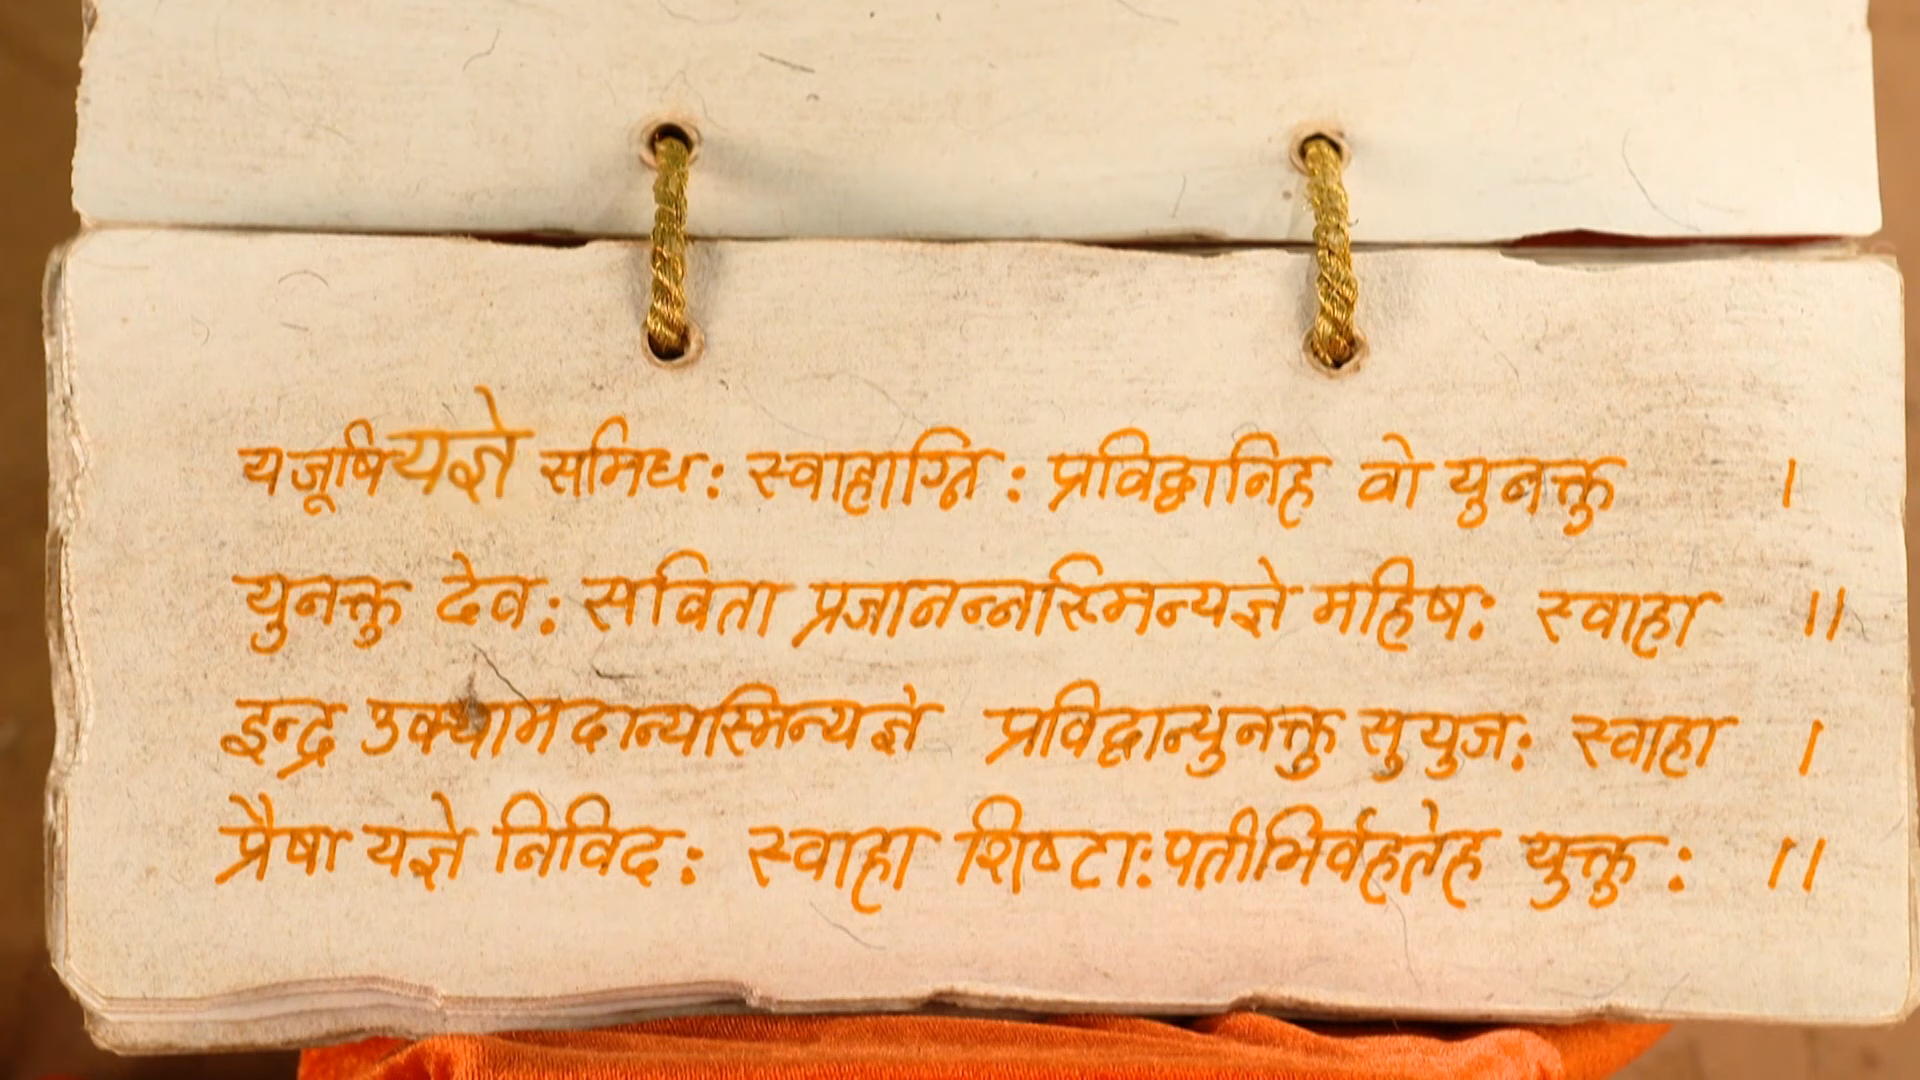 यजूषि यज्ञे समिधः स्वाहाग्निः प्रविद्वानिह वो युनक्तु ।
युनक्तु देवः सविता प्रजानन्नस्मिन्यज्ञे महिषः स्वाहा ॥
इन्द्र उक्थामदान्यस्मिन्यज्ञे प्रविद्वान्युनक्तु सुयुजः स्वाहा ।
प्रैषा यज्ञे निविदः स्वाहा शिष्टाः पतीभिर्वहतेह युक्तुः ॥